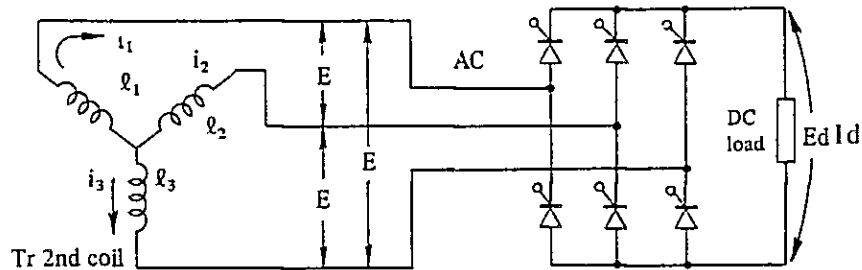 i₁
ℓ₁
i₂
ℓ₂
i₃
ℓ₃
Tr 2nd coil
E
E
E
AC
DC
load
Ed Id